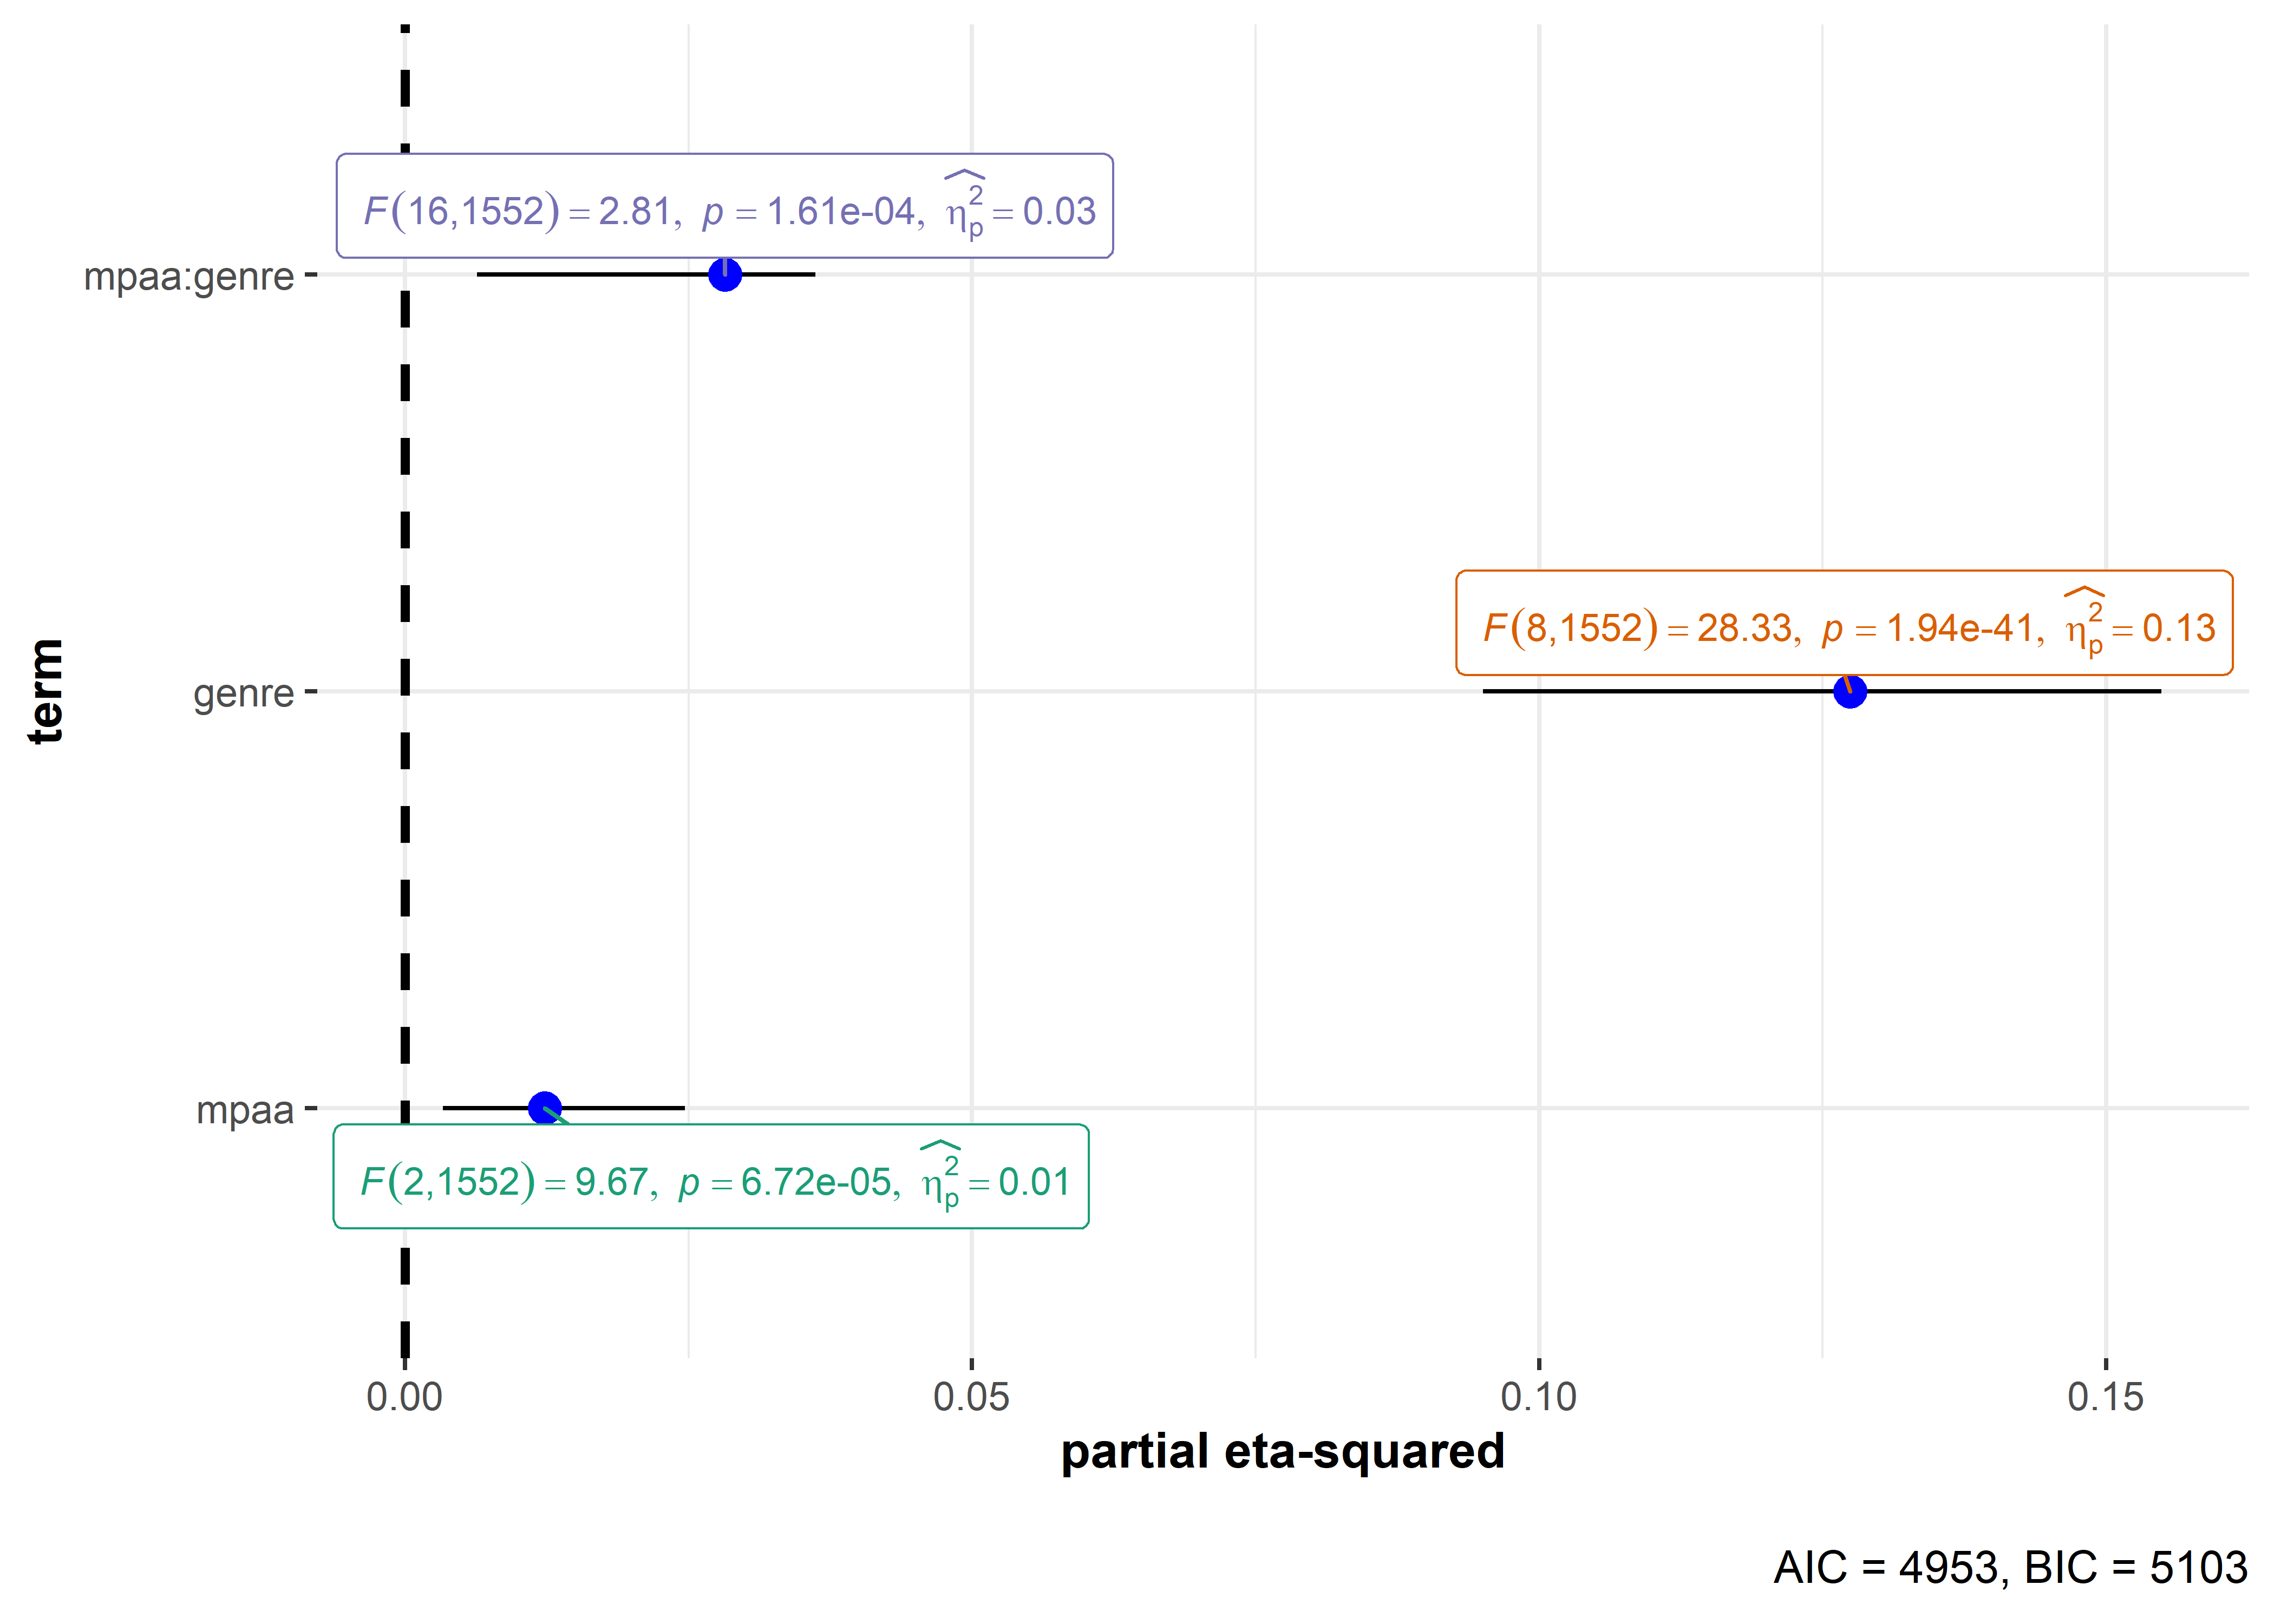 F(16,1552) = 2.81, p = 1.61e-04, η̂²ₚ = 0.03
mpaa:genre
F(8,1552) = 28.33, p = 1.94e-41, η̂²ₚ = 0.13
genre
term
mpaa
F(2,1552) = 9.67, p = 6.72e-05, η̂²ₚ = 0.01
0.00 0.05 0.10 0.15
partial eta-squared
AIC = 4953, BIC = 5103